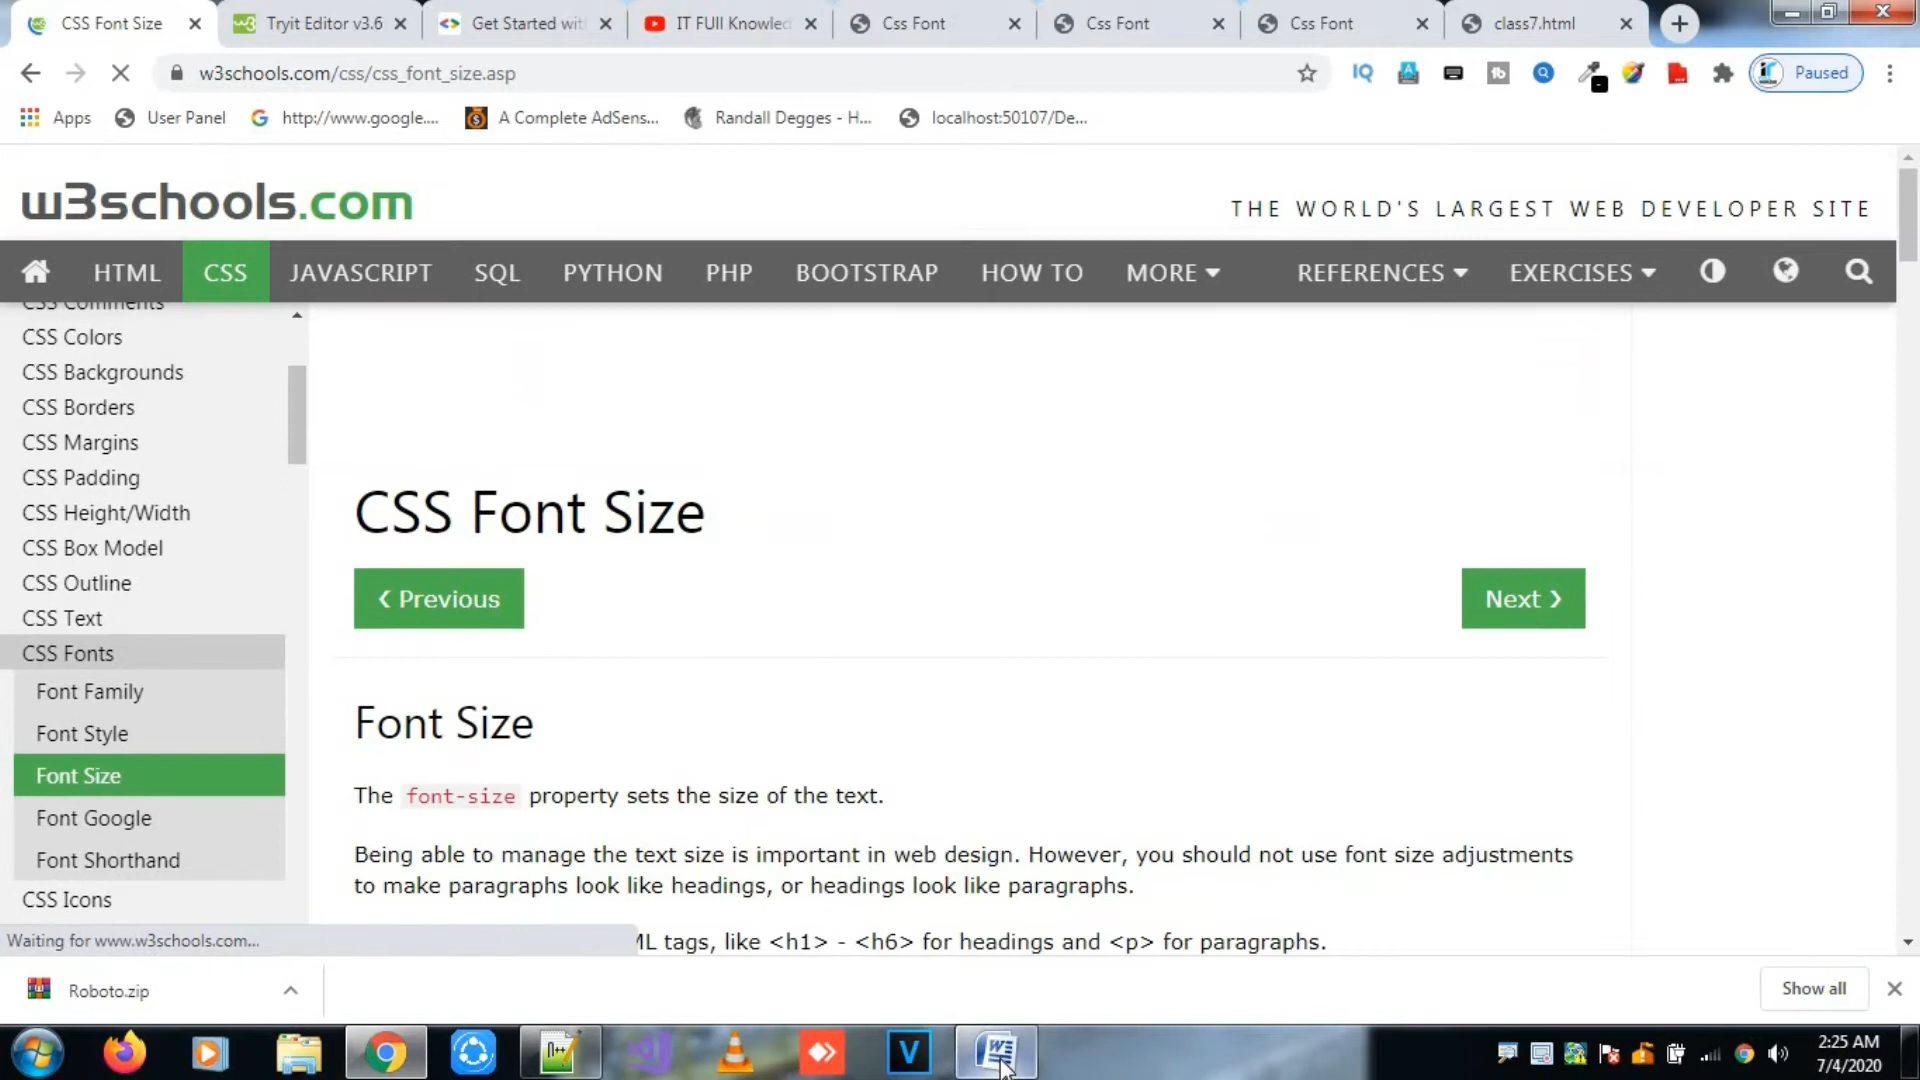 CSS Font Size
Tryit Editor v3.6
Get Started wit
IT FUll Knowled
Css Font
Css Font
Css Font
class7.html
w3schools.com/css/css_font_size.asp
Paused
Apps
User Panel
http://www.google....
A Complete AdSens...
Randall Degges - H...
localhost:50107/De...
w3schools.com
THE WORLD'S LARGEST WEB DEVELOPER SITE
HTML
CSS
JAVASCRIPT
SQL
PYTHON
PHP
BOOTSTRAP
HOW TO
MORE
REFERENCES
EXERCISES
CSS Comments
CSS Colors
CSS Backgrounds
CSS Borders
CSS Margins
CSS Padding
CSS Height/Width
CSS Box Model
CSS Outline
CSS Text
CSS Fonts
Font Family
Font Style
Font Size
Font Google
Font Shorthand
CSS Icons
CSS Font Size
❮ Previous
Next ❯
Font Size
The font-size property sets the size of the text.
Being able to manage the text size is important in web design. However, you should not use font size adjustments
to make paragraphs look like headings, or headings look like paragraphs.
ML tags, like <h1> - <h6> for headings and <p> for paragraphs.
Waiting for www.w3schools.com...
Roboto.zip
Show all
2:25 AM
7/4/2020